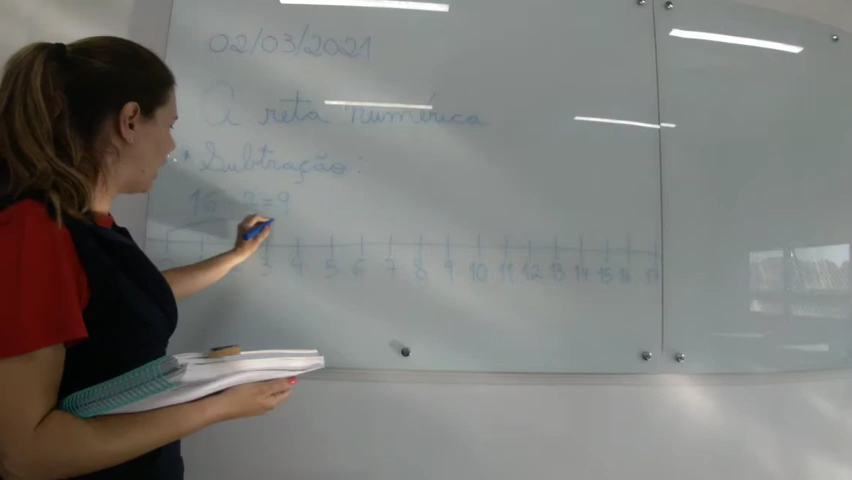 02/03/2021
A reta numérica
* Subtração:
16 - 7 = 9
3 4 5 6 7 8 9 10 11 12 13 14 15 16 17